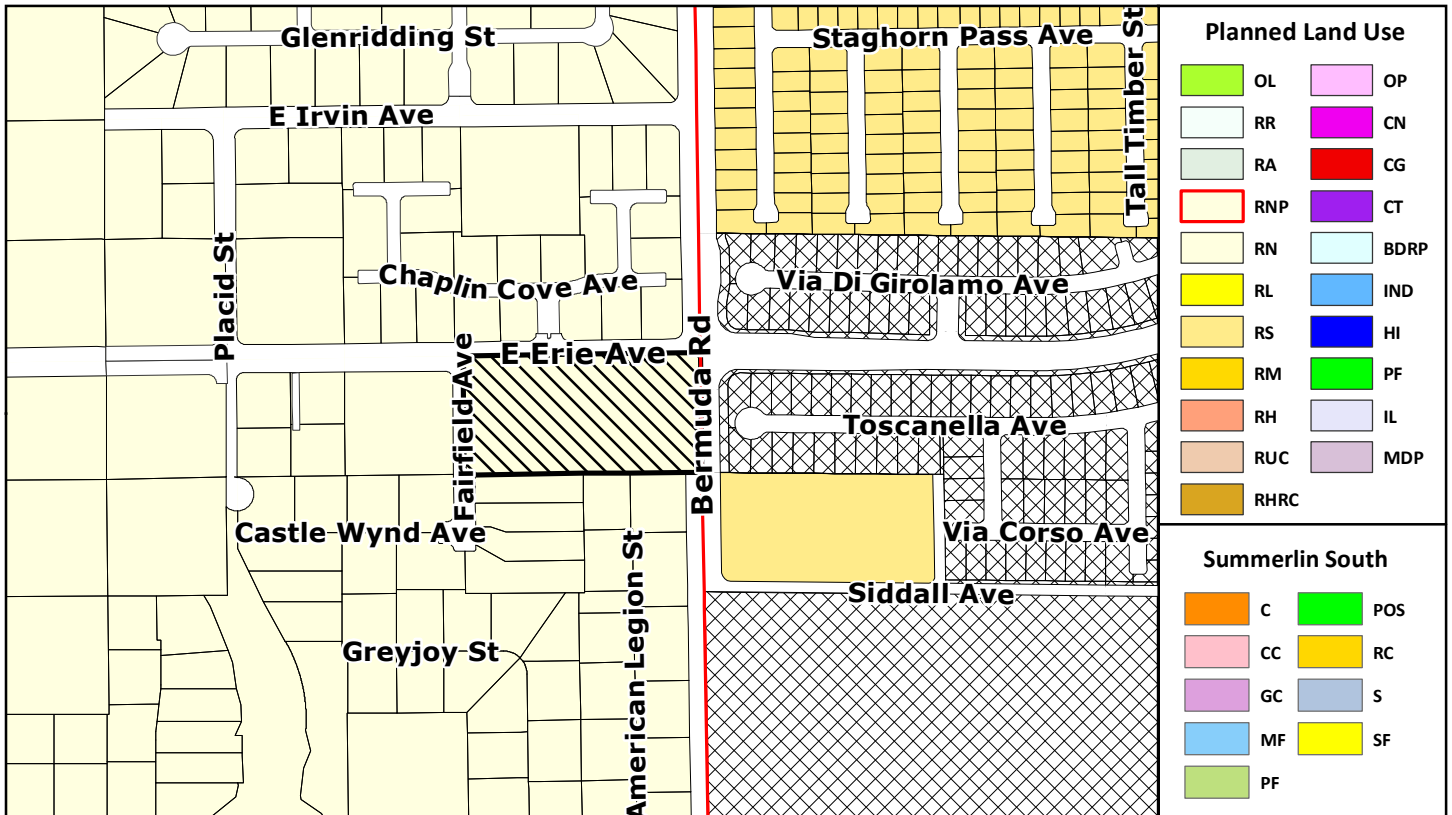 Glenridding St
Staghorn Pass Ave
Tall Timber St
E Irvin Ave
Placid St
Chaplin Cove Ave
Via Di Girolamo Ave
Bermuda Rd
E Erie Ave
Fairfield Ave
Toscanella Ave
Castle Wynd Ave
Via Corso Ave
American Legion St
Siddall Ave
Greyjoy St
Planned Land Use
OL
OP
RR
CN
RA
CG
RNP
CT
RN
BDRP
RL
IND
RS
HI
RM
PF
RH
IL
RUC
MDP
RHRC
Summerlin South
C
POS
CC
RC
GC
S
MF
SF
PF